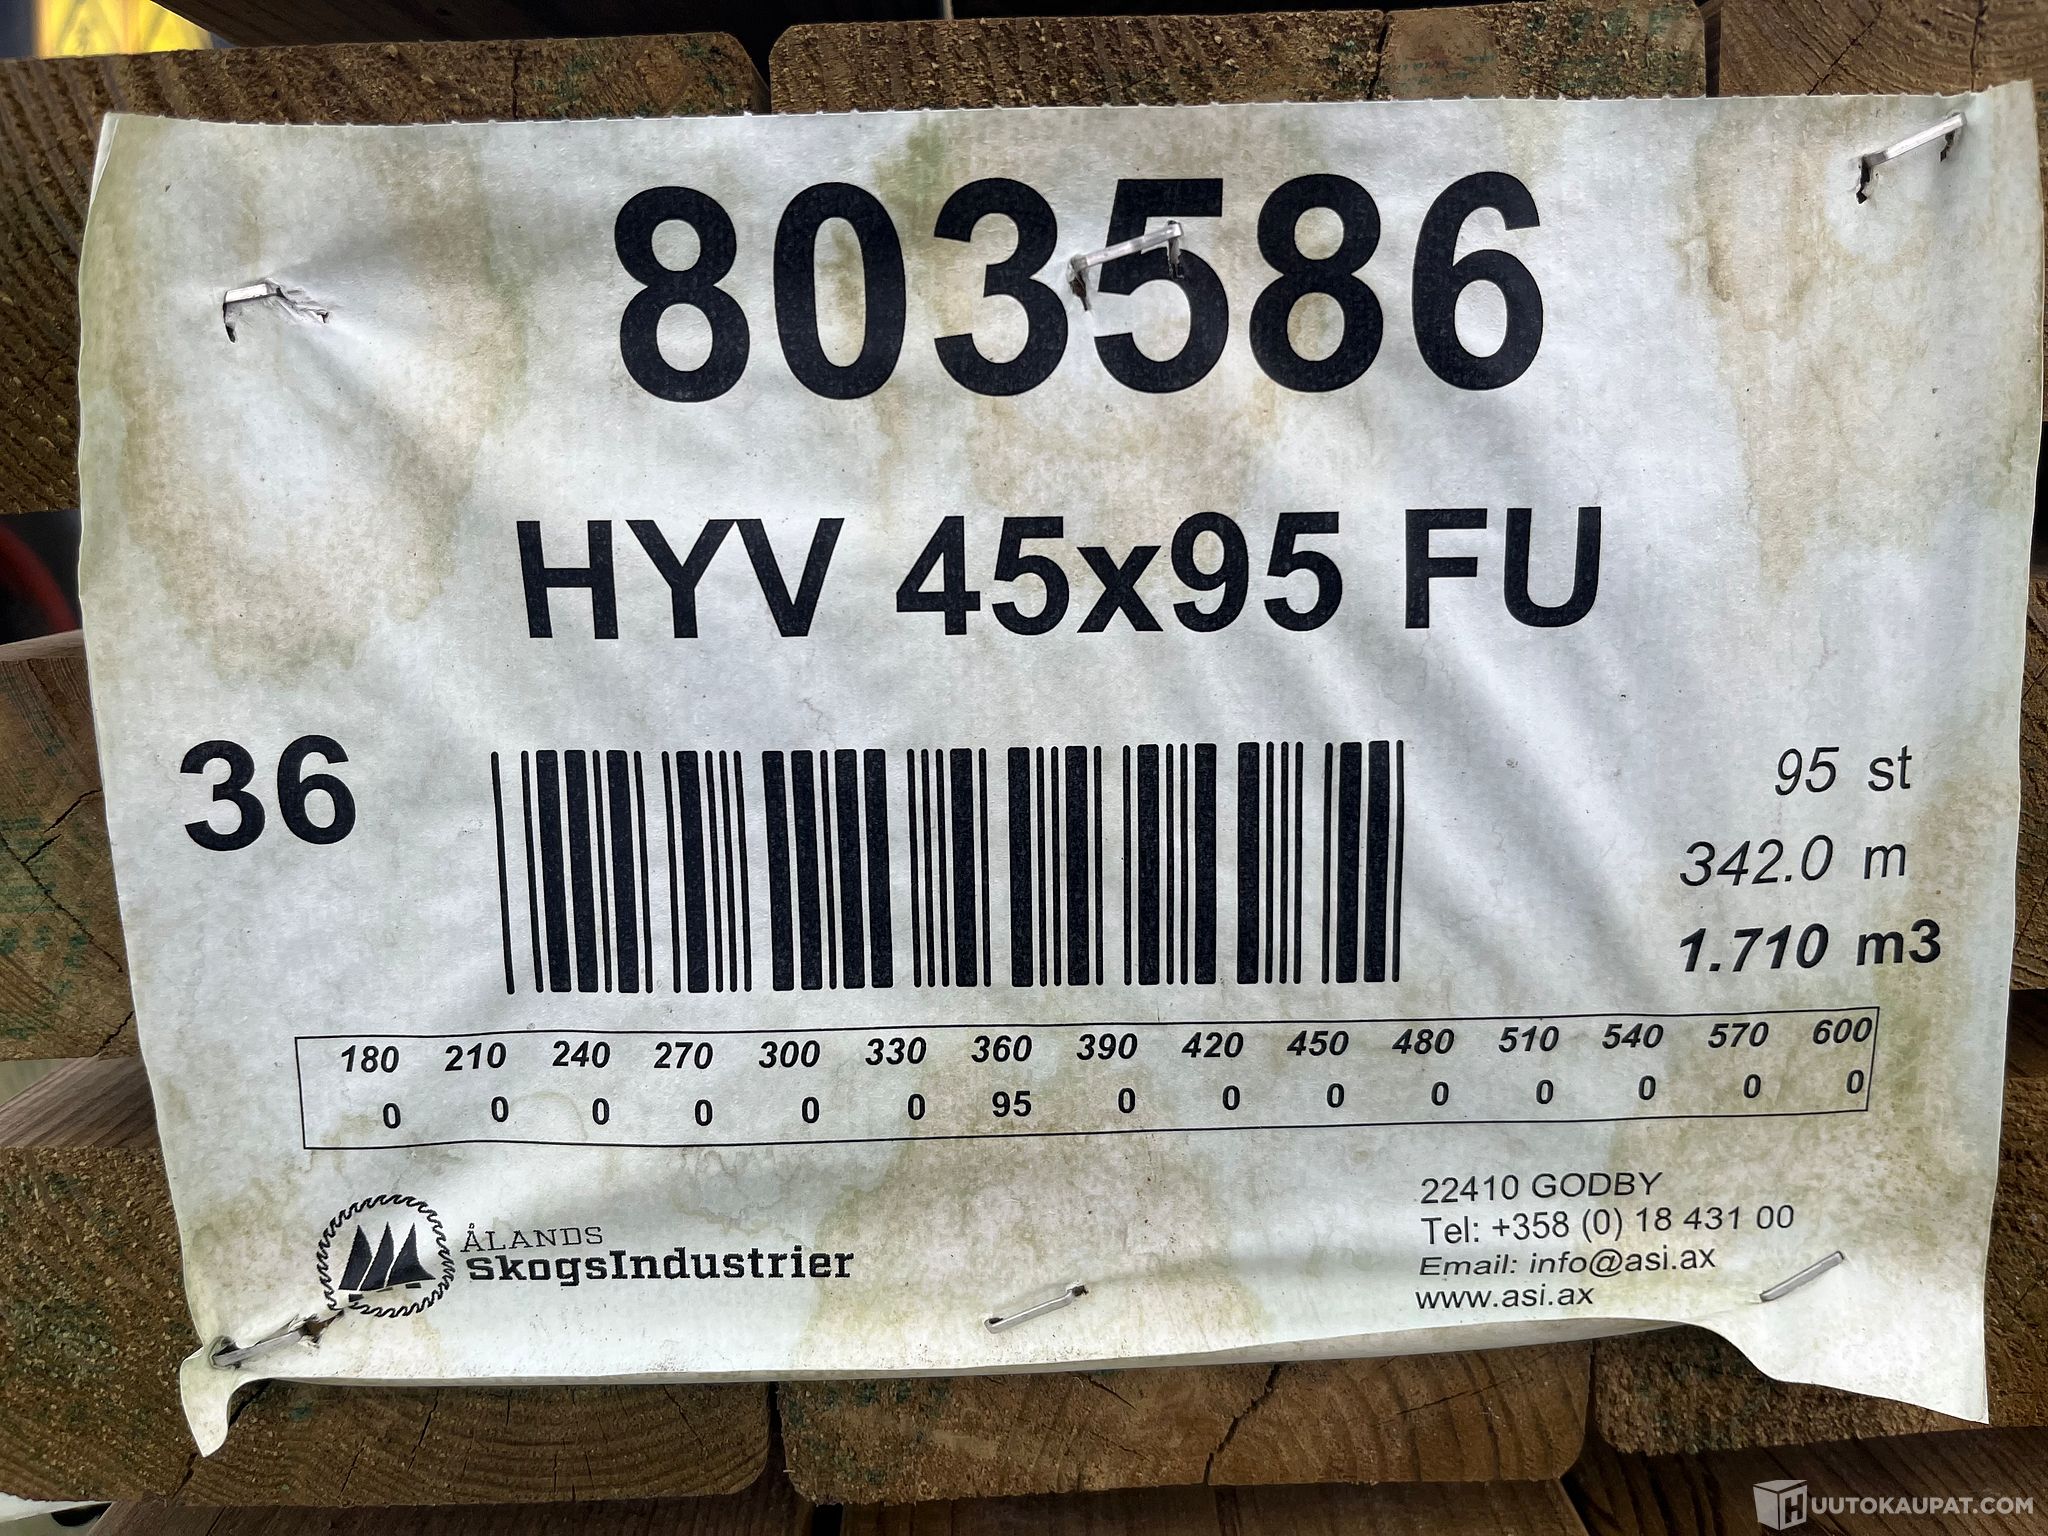 803586
HYV 45x95 FU
36
95 st
342.0 m
1.710 m3
180 210 240 270 300 330 360 390 420 450 480 510 540 570 600
0 0 0 0 0 0 95 0 0 0 0 0 0 0 0
ÅLANDS
SkogsIndustrier
22410 GODBY
Tel: +358 (0) 18 431 00
Email: info@asi.ax
www.asi.ax
HUUTOKAUPAT.COM